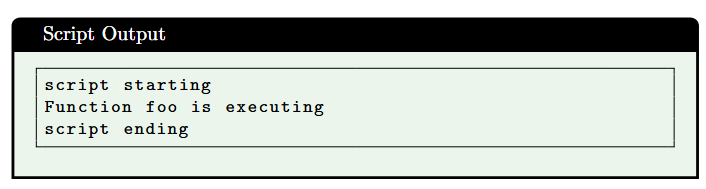 Script Output
script starting
Function foo is executing
script ending